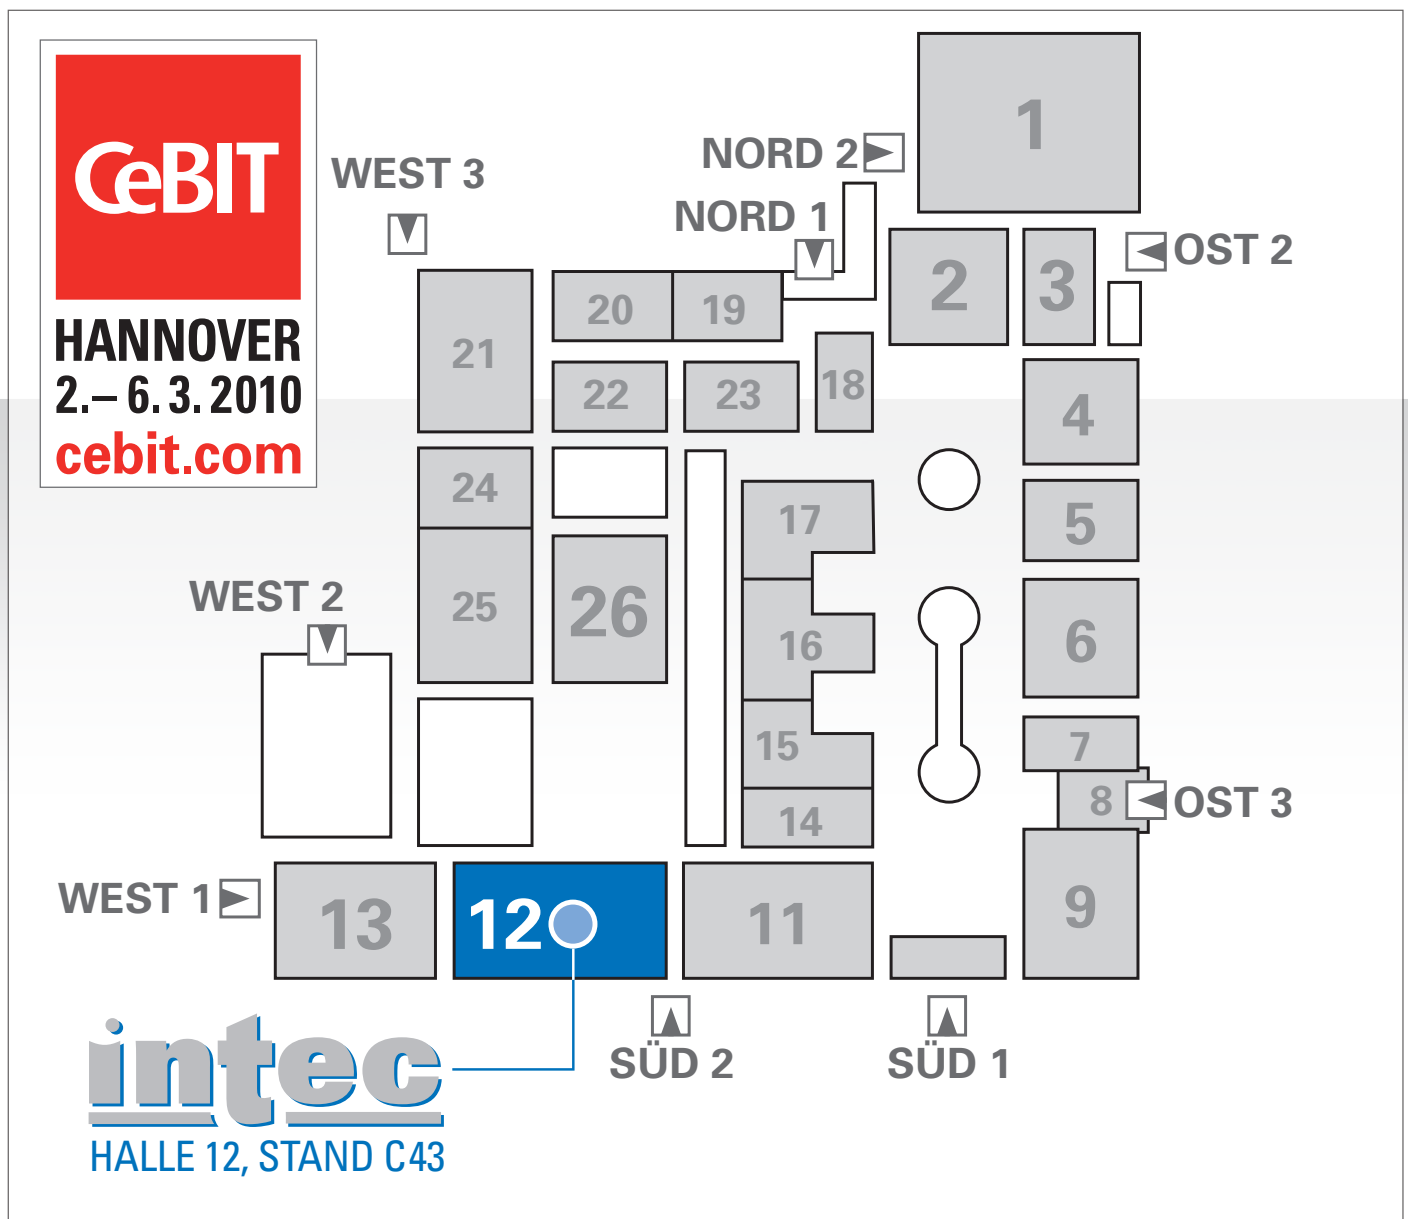 CeBIT
HANNOVER
2.– 6. 3. 2010
cebit.com
WEST 3
NORD 2
NORD 1
1
OST 2
2
3
20
19
21
22
23
18
4
24
17
5
WEST 2
25
26
16
6
15
7
14
8
OST 3
WEST 1
13
12
11
9
SÜD 2
SÜD 1
intec
HALLE 12, STAND C43